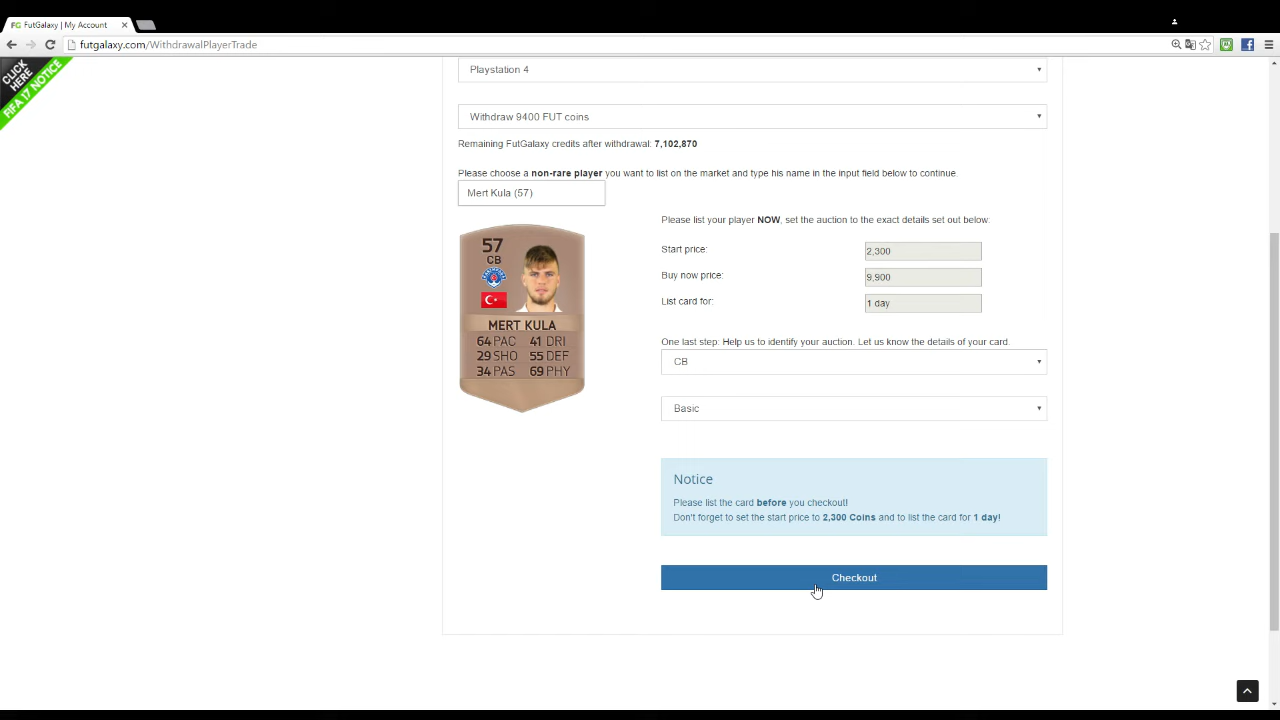 FG FutGalaxy | My Account
futgalaxy.com/WithdrawalPlayerTrade
CLICK
HERE
FIFA 17 NOTICE
Playstation 4
Withdraw 9400 FUT coins
Remaining FutGalaxy credits after withdrawal: 7,102,870
Please choose a non-rare player you want to list on the market and type his name in the input field below to continue.
Mert Kula (57)
Please list your player NOW, set the auction to the exact details set out below:
Start price: 2,300
Buy now price: 9,900
List card for: 1 day
57
CB
MERT KULA
64 PAC 41 DRI
29 SHO 55 DEF
34 PAS 69 PHY
One last step: Help us to identify your auction. Let us know the details of your card.
CB
Basic
Notice
Please list the card before you checkout!
Don't forget to set the start price to 2,300 Coins and to list the card for 1 day!
Checkout